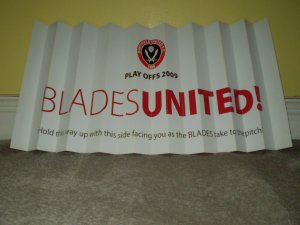 PLAY OFFS 2009
BLADESUNITED!
Hold this way up with this side facing you as the BLADES take to the pitch!